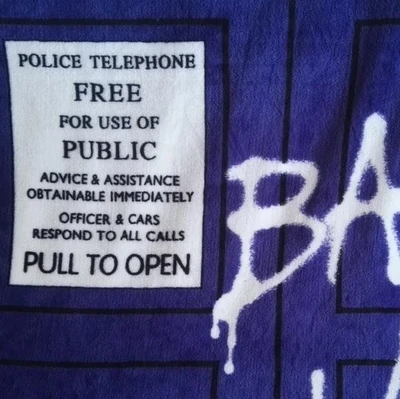 POLICE TELEPHONE
FREE
FOR USE OF
PUBLIC
ADVICE & ASSISTANCE
OBTAINABLE IMMEDIATELY
OFFICER & CARS
RESPOND TO ALL CALLS
PULL TO OPEN
BA